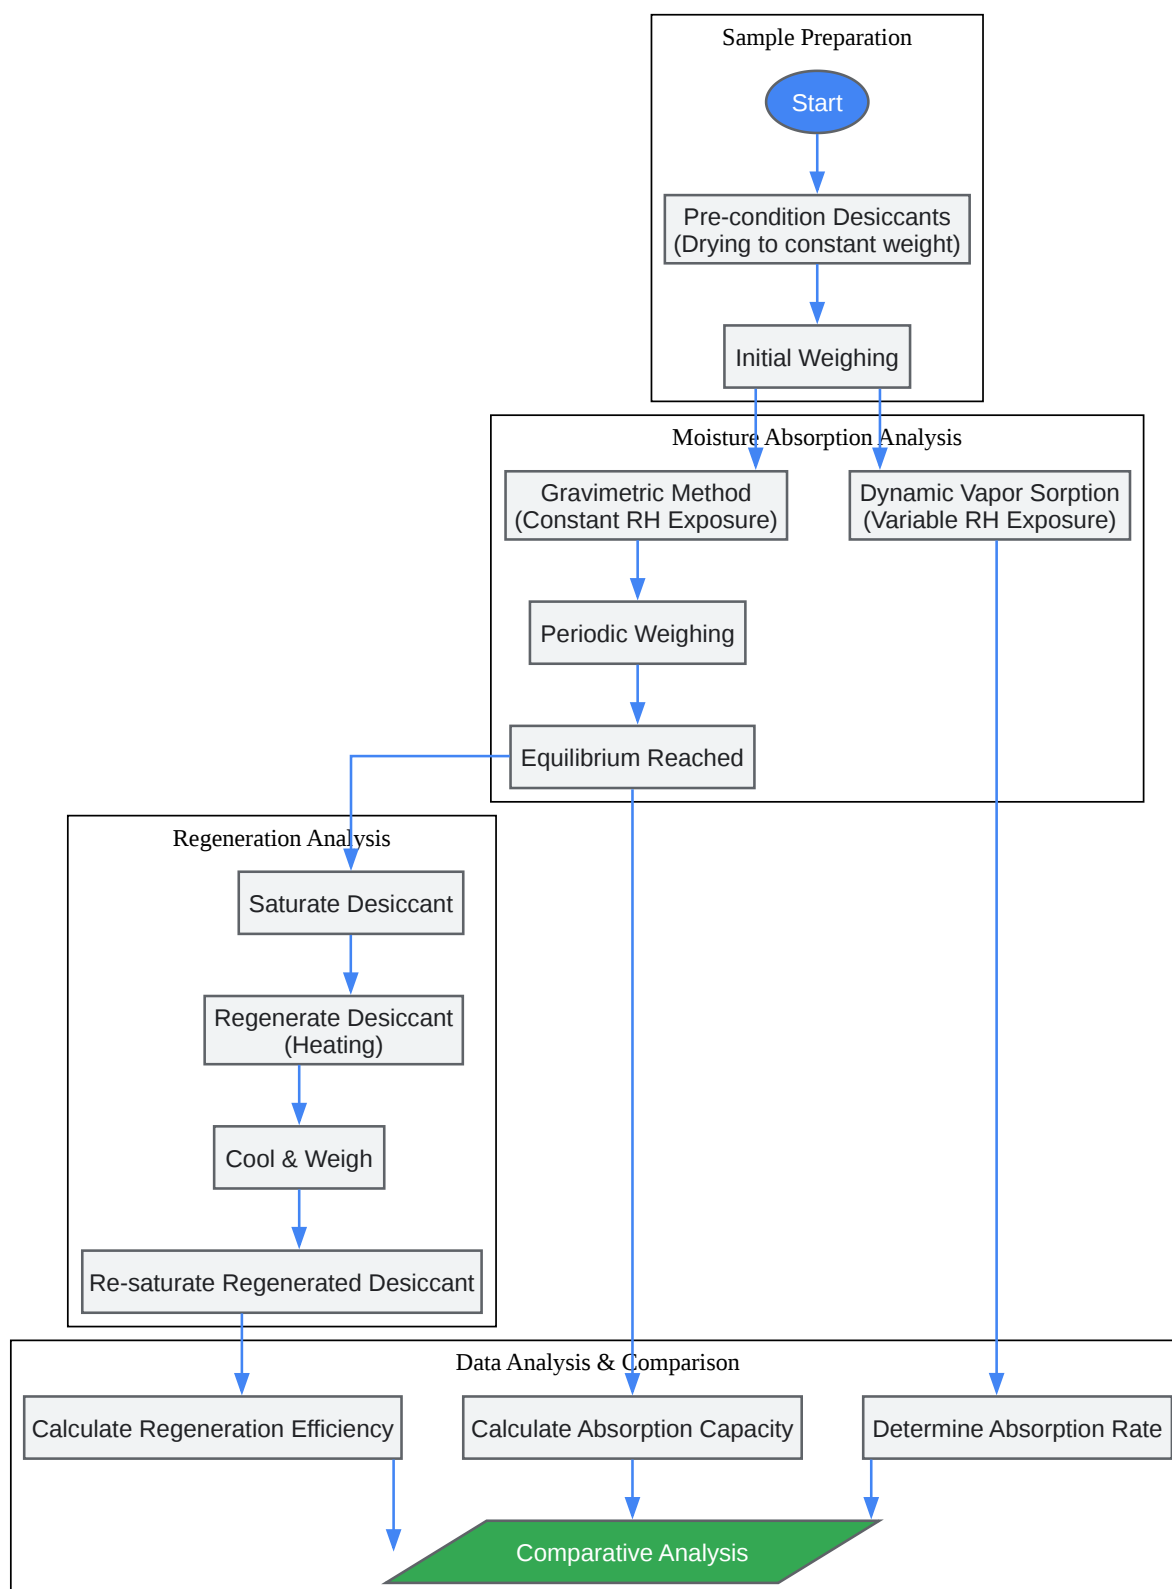 Sample Preparation
Start
Pre-condition Desiccants
(Drying to constant weight)
Initial Weighing
Moisture Absorption Analysis
Gravimetric Method
(Constant RH Exposure)
Dynamic Vapor Sorption
(Variable RH Exposure)
Periodic Weighing
Equilibrium Reached
Regeneration Analysis
Saturate Desiccant
Regenerate Desiccant
(Heating)
Cool & Weigh
Re-saturate Regenerated Desiccant
Data Analysis & Comparison
Calculate Regeneration Efficiency
Calculate Absorption Capacity
Determine Absorption Rate
Comparative Analysis